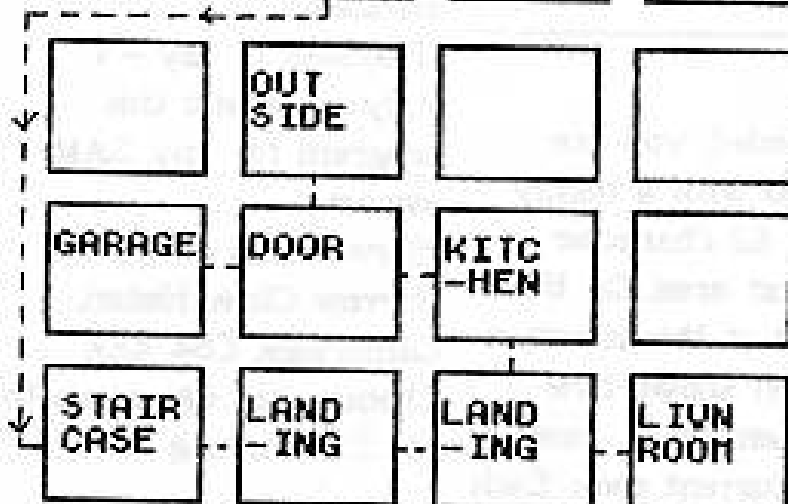 OUT
SIDE
GARAGE
DOOR
KITC
-HEN
STAIR
CASE
LAND
-ING
LAND
-ING
LIVN
ROOM